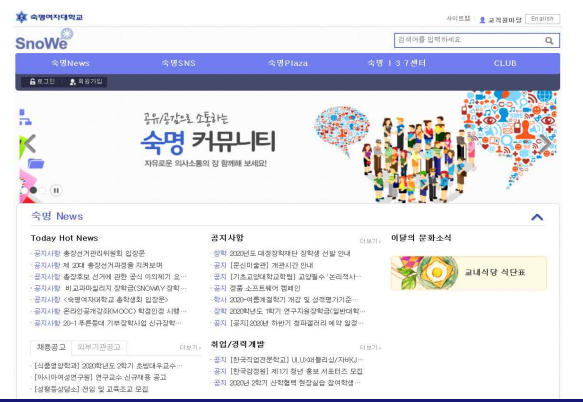 숙명여자대학교
사이트맵
교직원마당
English
SnoWe
검색어를 입력하세요
숙명News
숙명SNS
숙명Plaza
숙명 I·3·7센터
CLUB
로그인
회원가입
공유/공감으로 소통하는
숙명 커뮤니티
자유로운 의사소통의 장 함께해 보세요!
숙명 News
Today Hot News
· 공지사항 총장선거관리위원회 입장문
· 공지사항 제 20대 총장선거과정을 지켜보며
· 공지사항 총장후보 선거에 관한 공식 이의제기 요…
· 공지사항 비교과마일리지 장학금(SNOWAY 장학…
· 공지사항 <숙명여자대학교 총학생회 입장문>
· 공지사항 온라인공개강좌(MOOC) 학점인정 시행…
· 공지사항 20-1 푸른등대 기부장학사업 신규장학…
공지사항
더보기
· 장학 2020년도 대정장학재단 장학생 선발 안내
· 공지 [문신미술관] 개관시간 안내
· 공지 [기초교양대학교학팀] 교양필수 '논리적사…
· 공지 정품 소프트웨어 캠페인
· 학사 2020-여름계절학기 개강 및 성적평가기준…
· 장학 2020학년도 1학기 연구지원장학금(일반대학…
· 공지 [공지]2020년 하반기 청파갤러리 예약 일정…
이달의 문화소식
교내식당 식단표
채용공고
외부기관공고
더보기
· [식품영양학과] 2020학년도 2학기 초빙대우교수…
· [아시아여성연구원] 연구교수 신규채용 공고
· [성평등상담소] 전임 및 교육조교 모집
취업/경력개발
더보기
· 공지 [한국직업전문학교] UI,UX애플리싱/자바(J…
· 공지 [한국감정원] 제1기 청년 홍보 서포터즈 모집
· 공지 2020년 2학기 산학협력 현장실습 참여학생…